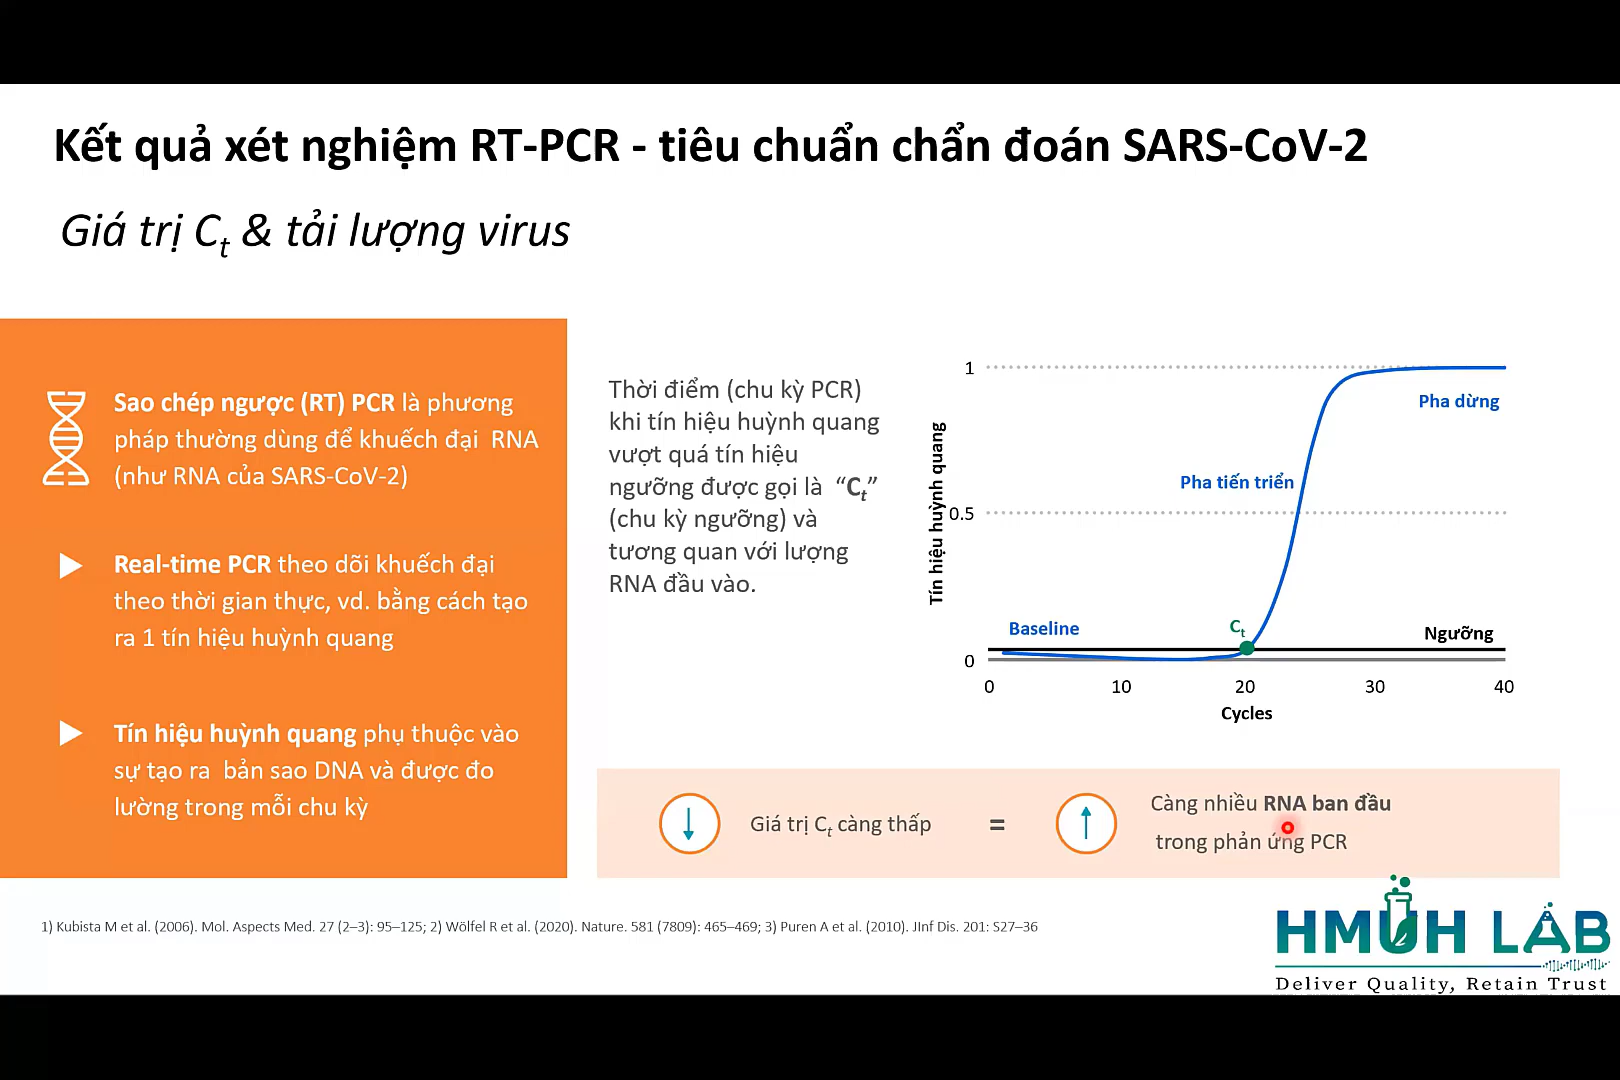 Kết quả xét nghiệm RT-PCR - tiêu chuẩn chẩn đoán SARS-CoV-2
Giá trị Ct & tải lượng virus
Sao chép ngược (RT) PCR là phương
pháp thường dùng để khuếch đại RNA
(như RNA của SARS-CoV-2)
Real-time PCR theo dõi khuếch đại
theo thời gian thực, vd. bằng cách tạo
ra 1 tín hiệu huỳnh quang
Tín hiệu huỳnh quang phụ thuộc vào
sự tạo ra bản sao DNA và được đo
lường trong mỗi chu kỳ
Thời điểm (chu kỳ PCR)
khi tín hiệu huỳnh quang
vượt quá tín hiệu
ngưỡng được gọi là “Ct”
(chu kỳ ngưỡng) và
tương quan với lượng
RNA đầu vào.
Tín hiệu huỳnh quang
1
0.5
0
Pha dừng
Pha tiến triển
Baseline
Ct
Ngưỡng
0 10 20 30 40
Cycles
Giá trị Ct càng thấp
=
Càng nhiều RNA ban đầu
trong phản ứng PCR
1) Kubista M et al. (2006). Mol. Aspects Med. 27 (2–3): 95–125; 2) Wölfel R et al. (2020). Nature. 581 (7809): 465–469; 3) Puren A et al. (2010). JInf Dis. 201: S27–36
HMUH LAB
Deliver Quality, Retain Trust